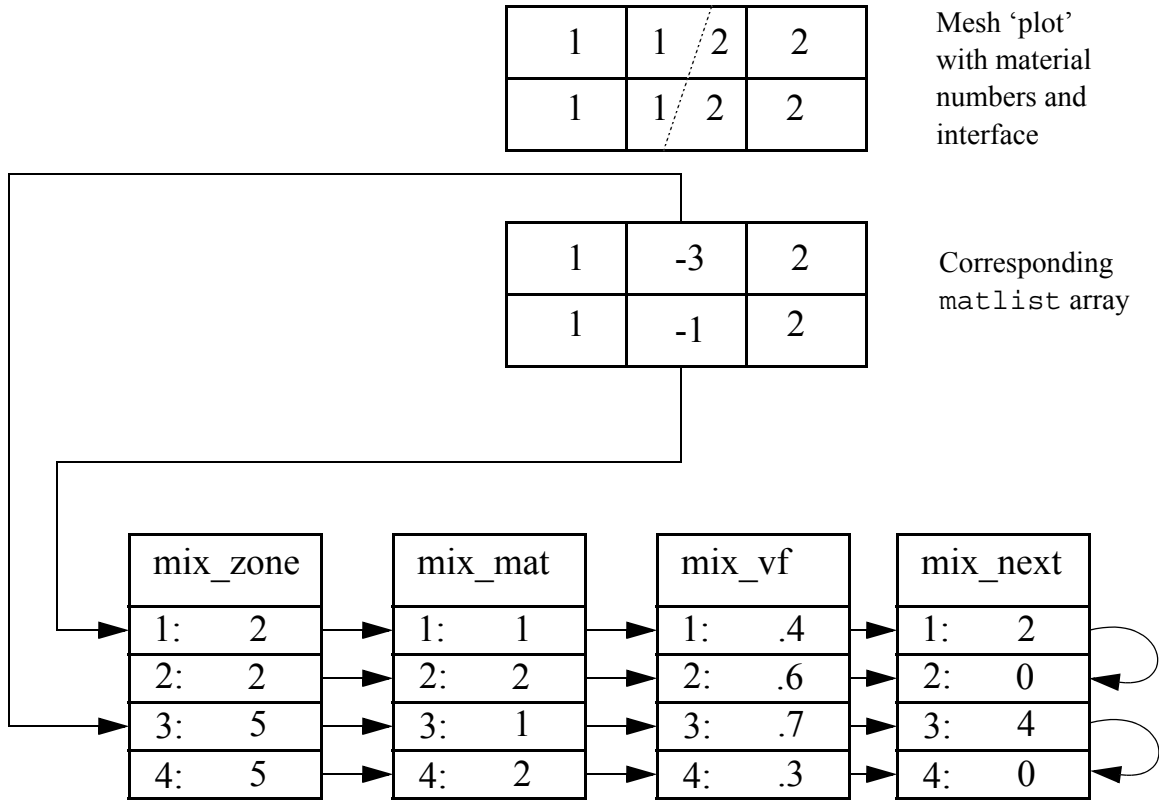 1 1 2 2
1 1 2 2
Mesh ‘plot’
with material
numbers and
interface
1 -3 2
1 -1 2
Corresponding
matlist array
mix_zone mix_mat mix_vf mix_next
1: 2 1: 1 1: .4 1: 2
2: 2 2: 2 2: .6 2: 0
3: 5 3: 1 3: .7 3: 4
4: 5 4: 2 4: .3 4: 0